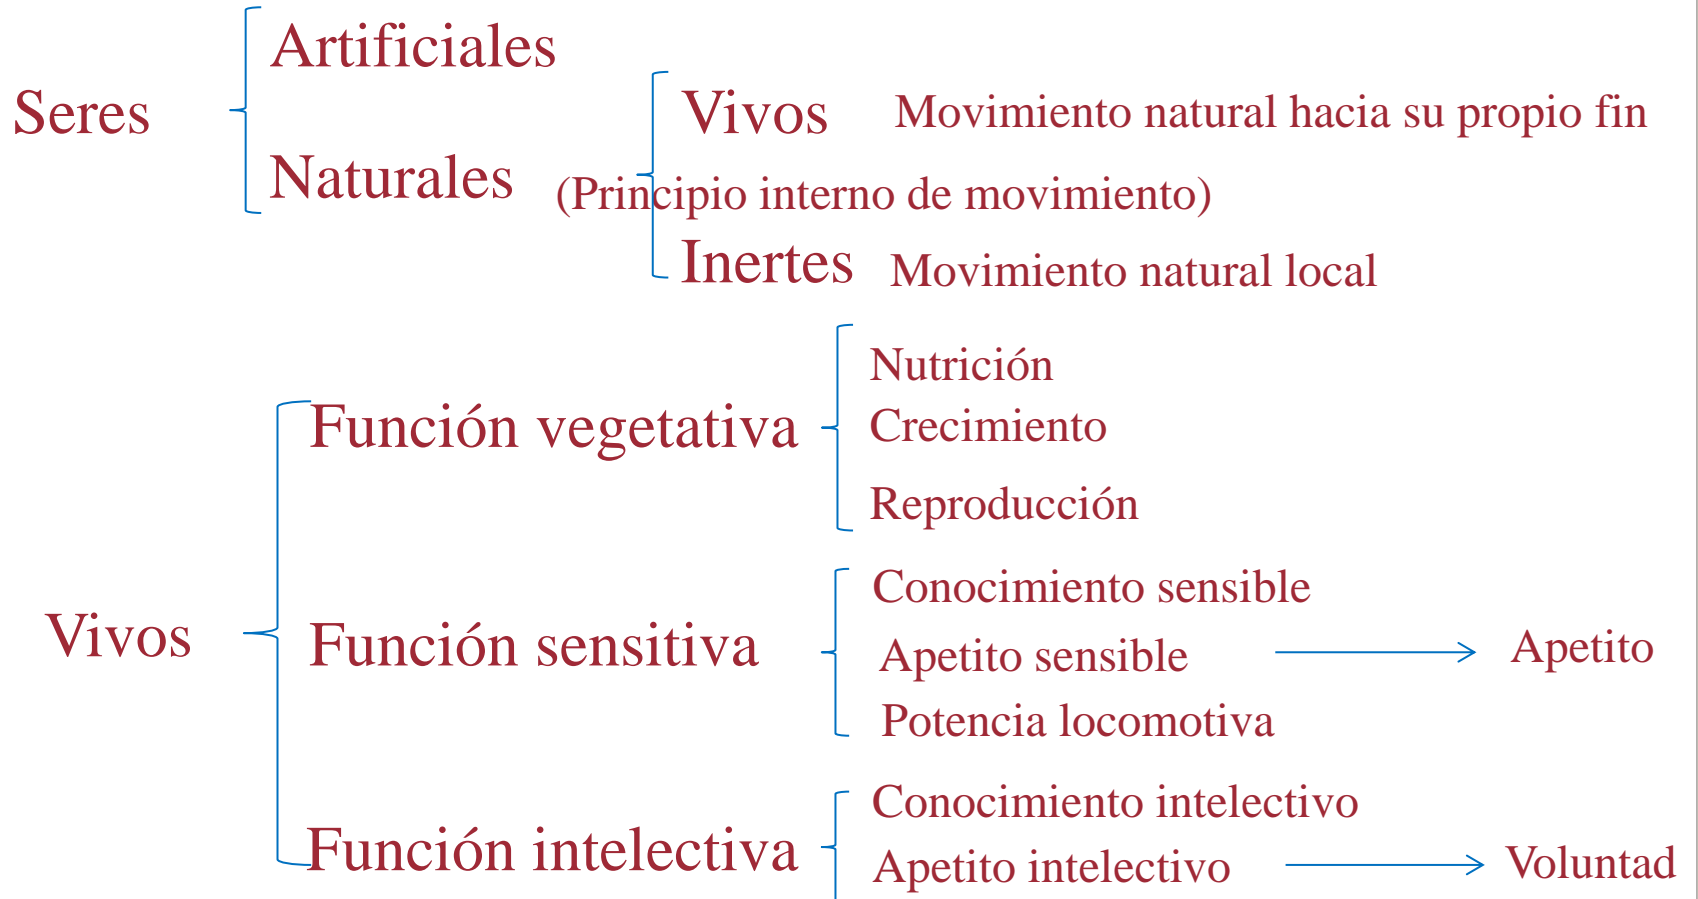 Artificiales
Seres
Vivos Movimiento natural hacia su propio fin
Naturales (Principio interno de movimiento)
Inertes Movimiento natural local
Nutrición
Función vegetativa Crecimiento
Reproducción
Conocimiento sensible
Vivos Función sensitiva Apetito sensible Apetito
Potencia locomotiva
Conocimiento intelectivo
Función intelectiva Apetito intelectivo Voluntad